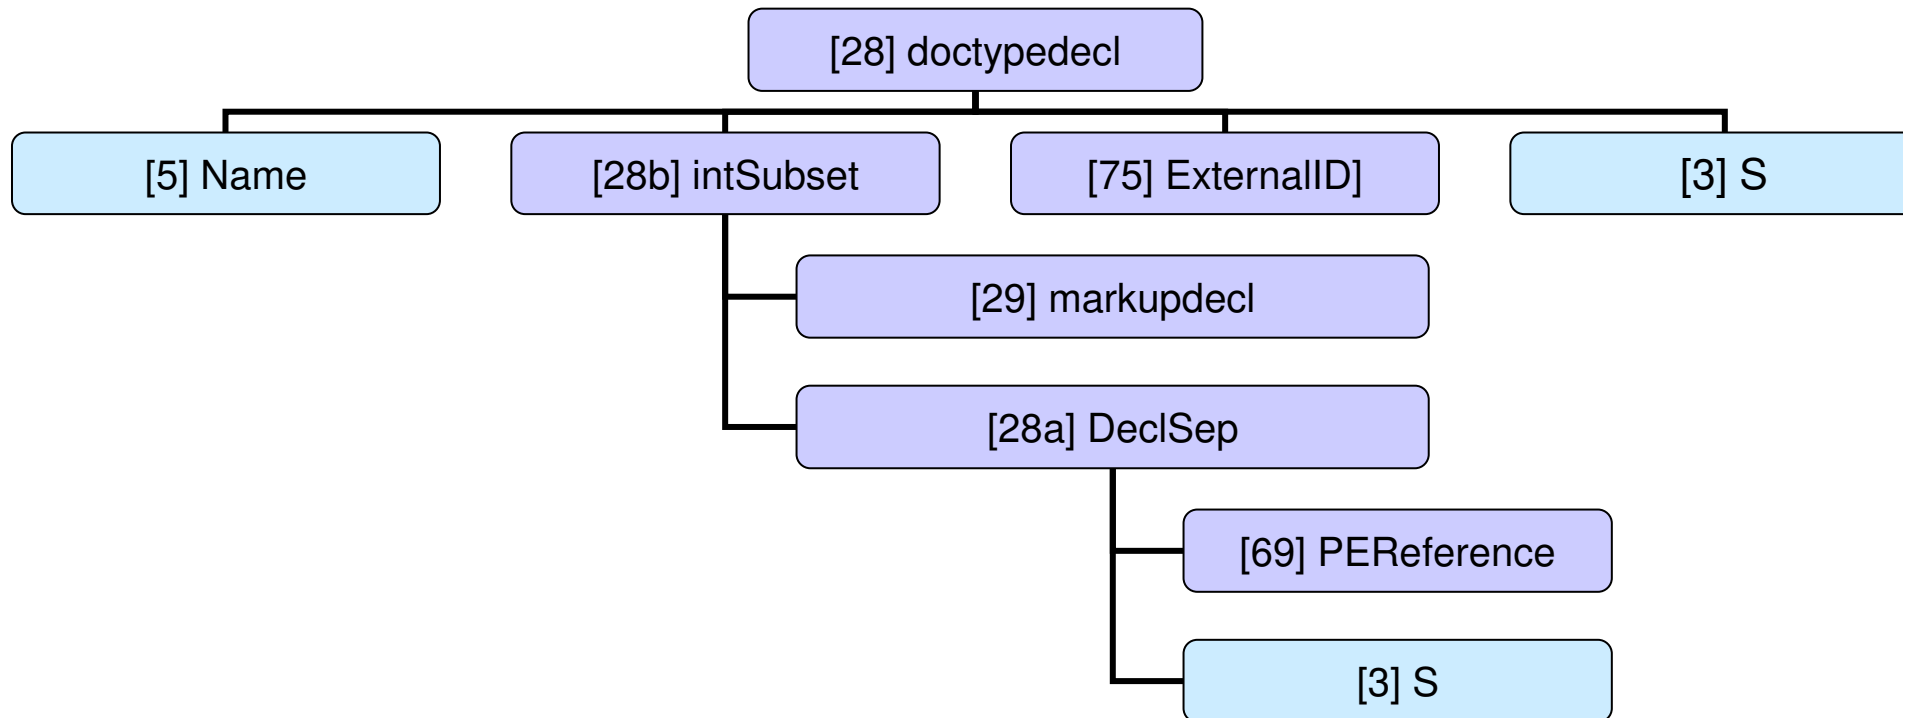 [28] doctypedecl
[5] Name
[28b] intSubset
[75] ExternalID]
[3] S
[29] markupdecl
[28a] DeclSep
[69] PEReference
[3] S